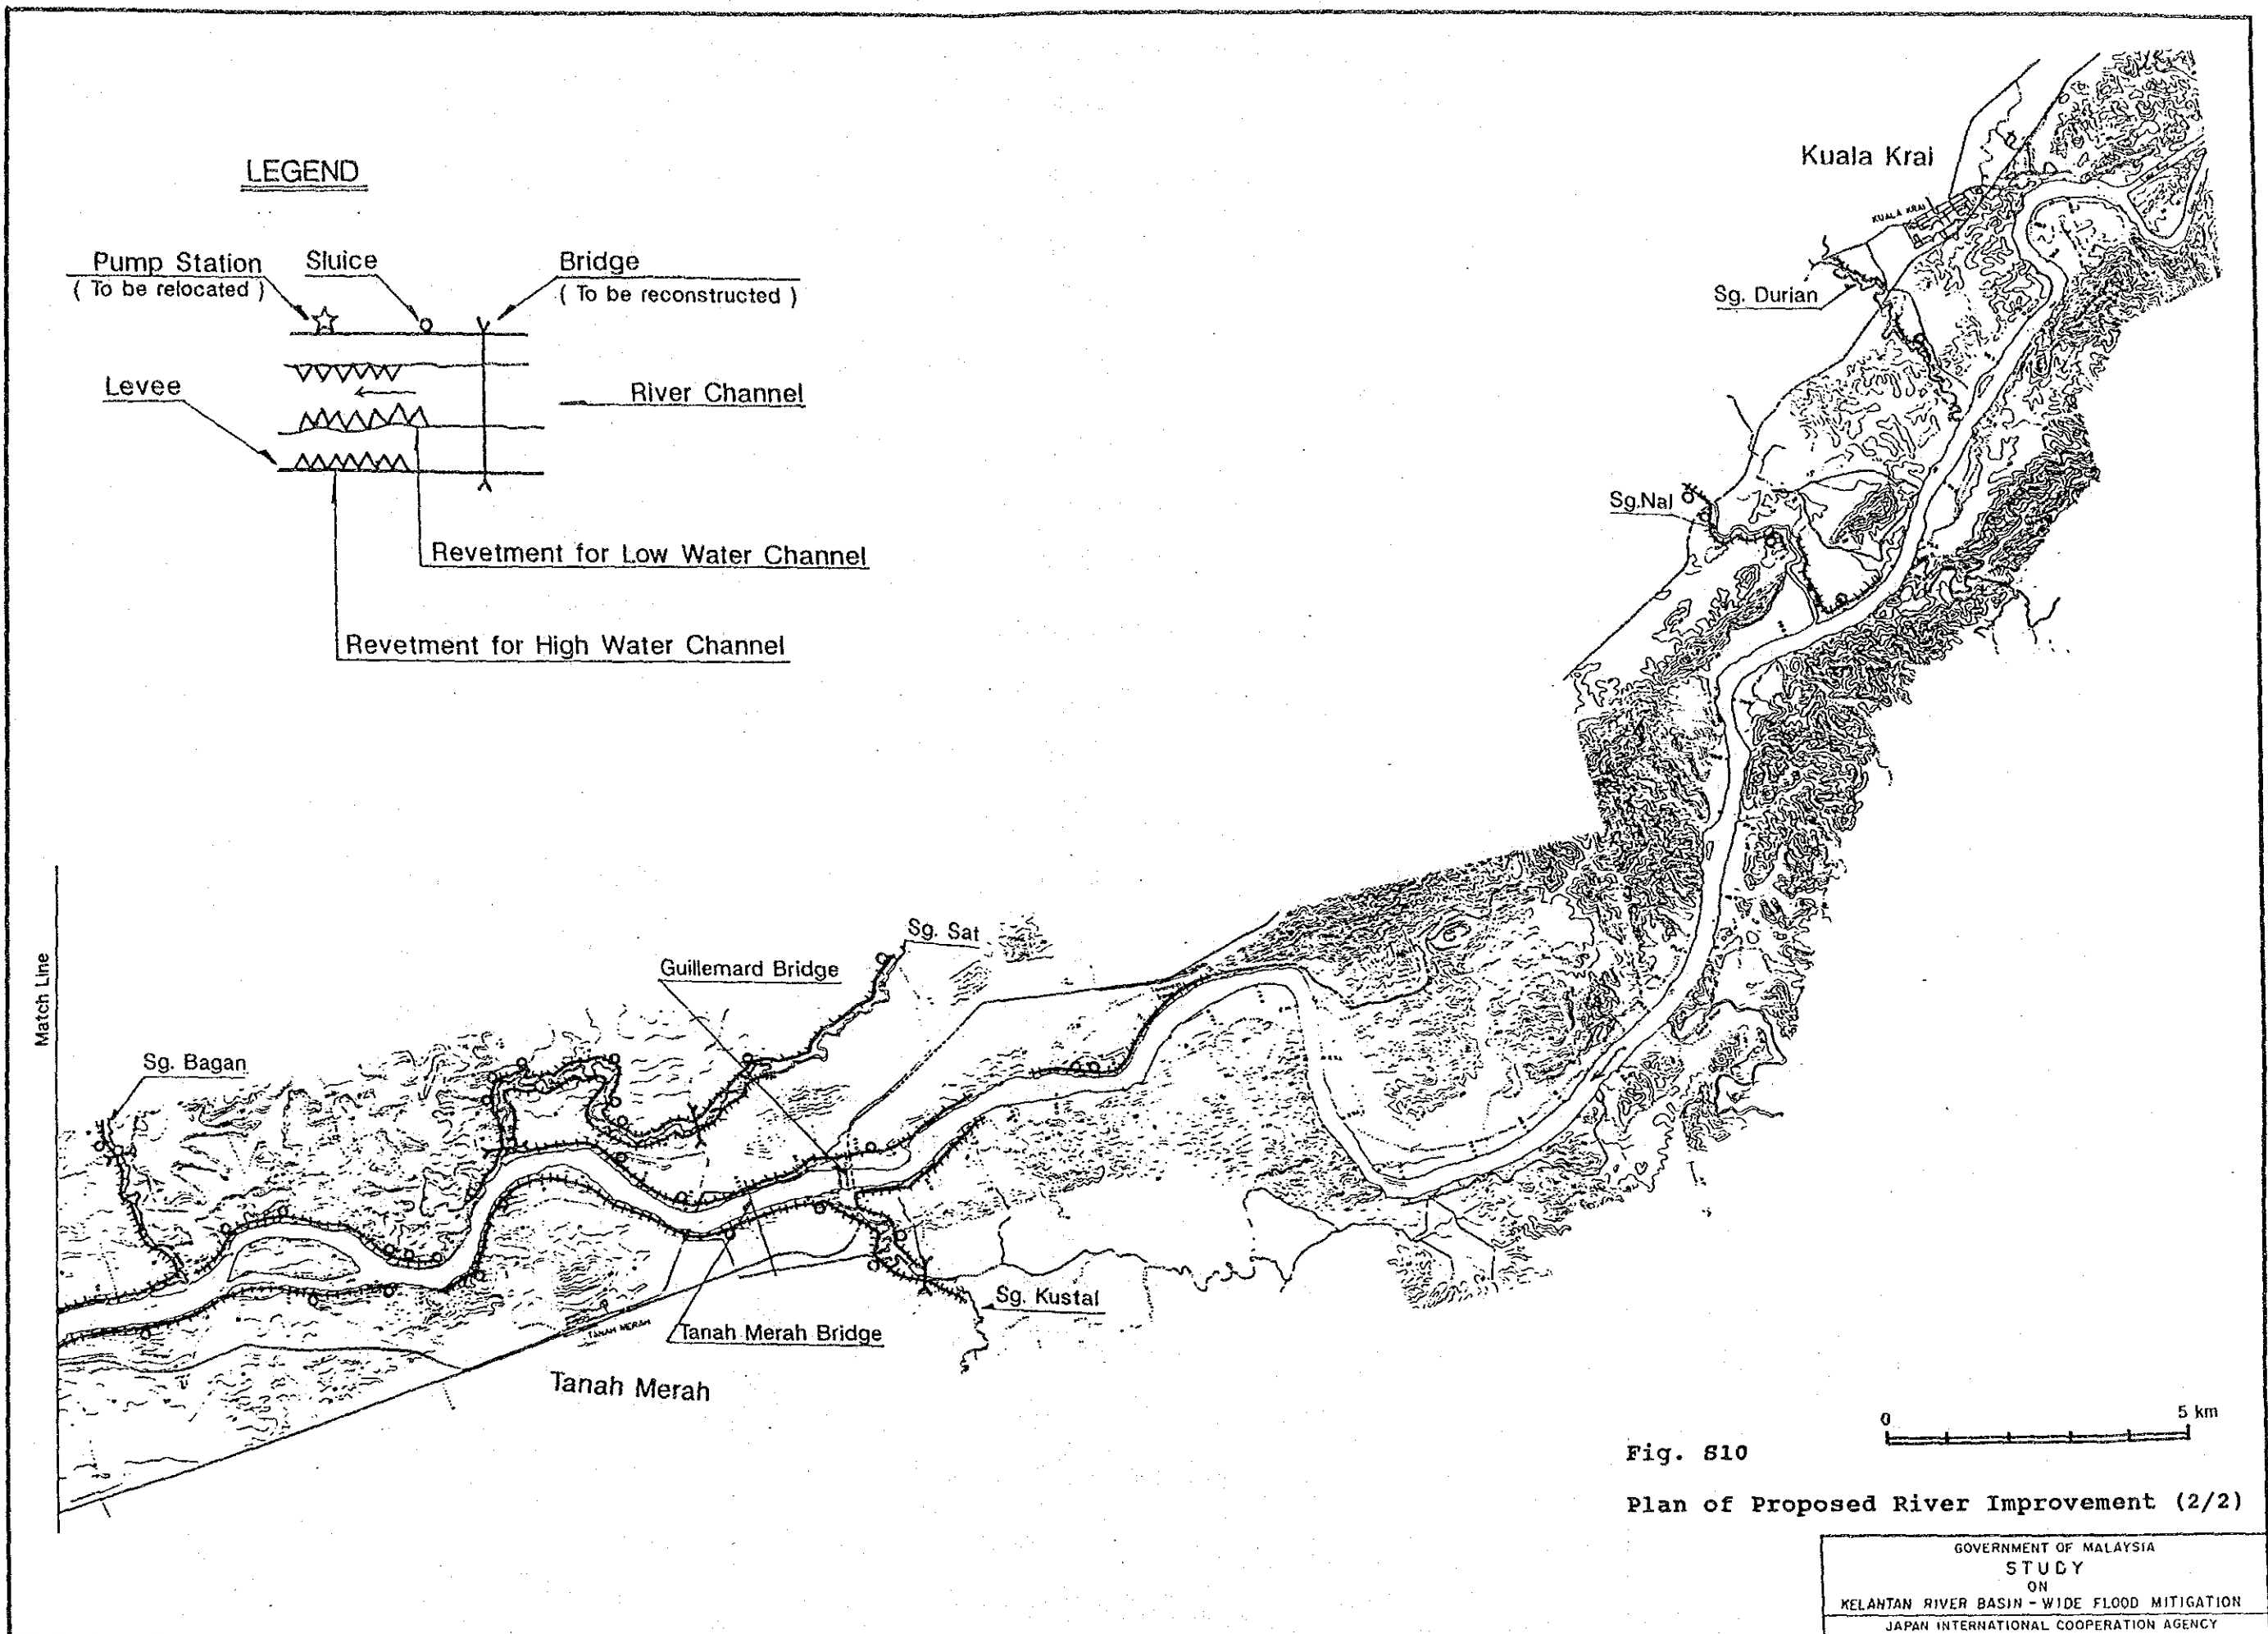 LEGEND
Pump Station
( To be relocated )
Sluice
Bridge
( To be reconstructed )
Levee
River Channel
Revetment for Low Water Channel
Revetment for High Water Channel
Kuala Krai
KUALA KRAI
Sg. Durian
Sg.Nal
Sg. Sat
Guillemard Bridge
Match Line
Sg. Bagan
Sg. Kustal
TANAH MERAH
Tanah Merah Bridge
Tanah Merah
0 5 km
Fig. S10
Plan of Proposed River Improvement (2/2)
GOVERNMENT OF MALAYSIA
STUDY
ON
KELANTAN RIVER BASIN - WIDE FLOOD MITIGATION
JAPAN INTERNATIONAL COOPERATION AGENCY